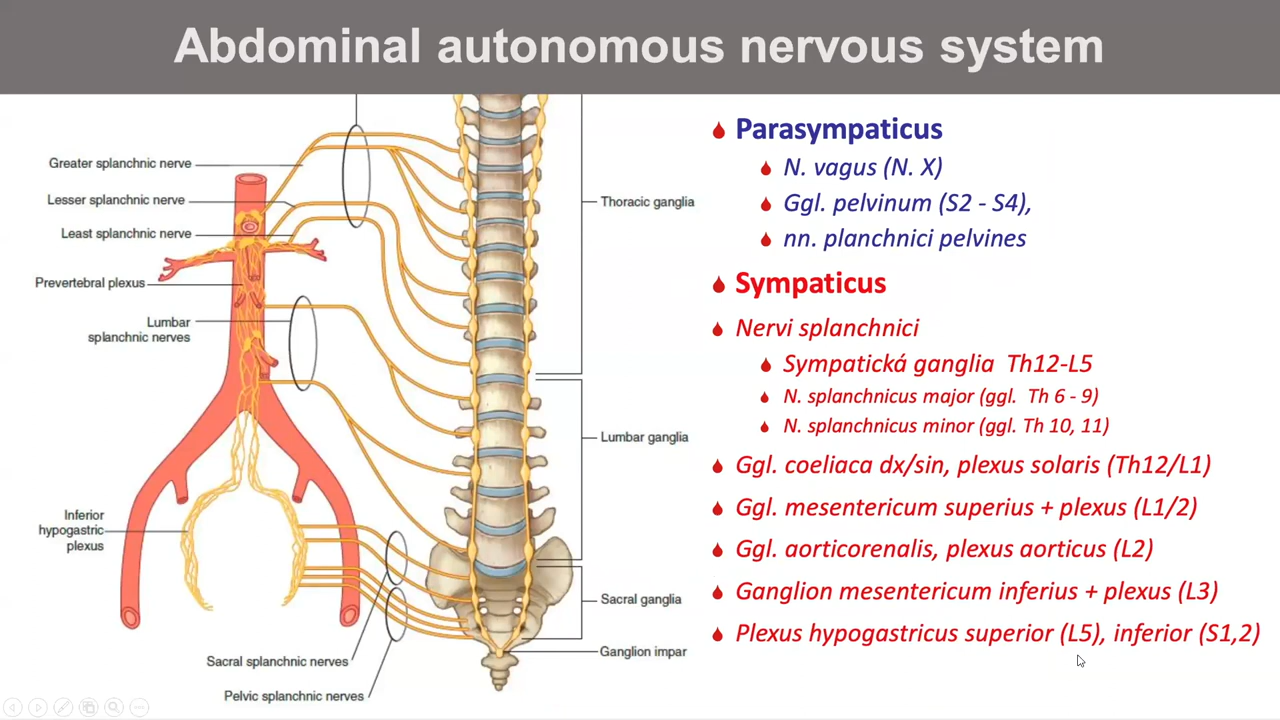 Abdominal autonomous nervous system
Greater splanchnic nerve
Lesser splanchnic nerve
Least splanchnic nerve
Prevertebral plexus
Lumbar
splanchnic nerves
Inferior
hypogastric
plexus
Sacral splanchnic nerves
Pelvic splanchnic nerves
Thoracic ganglia
Lumbar ganglia
Sacral ganglia
Ganglion impar
Parasympaticus
N. vagus (N. X)
Ggl. pelvinum (S2 - S4),
nn. planchnici pelvines
Sympaticus
Nervi splanchnici
Sympatická ganglia Th12-L5
N. splanchnicus major (ggl. Th 6 - 9)
N. splanchnicus minor (ggl. Th 10, 11)
Ggl. coeliaca dx/sin, plexus solaris (Th12/L1)
Ggl. mesentericum superius + plexus (L1/2)
Ggl. aorticorenalis, plexus aorticus (L2)
Ganglion mesentericum inferius + plexus (L3)
Plexus hypogastricus superior (L5), inferior (S1,2)